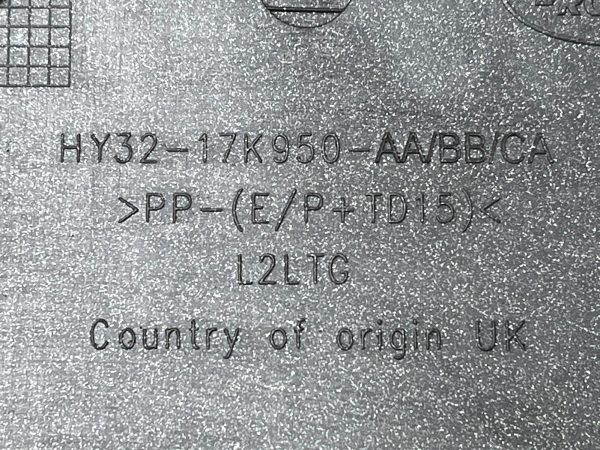 HY32-17K950-AA/BB/CA
>PP-(E/P+TD15)<
L2LTG
Country of origin UK